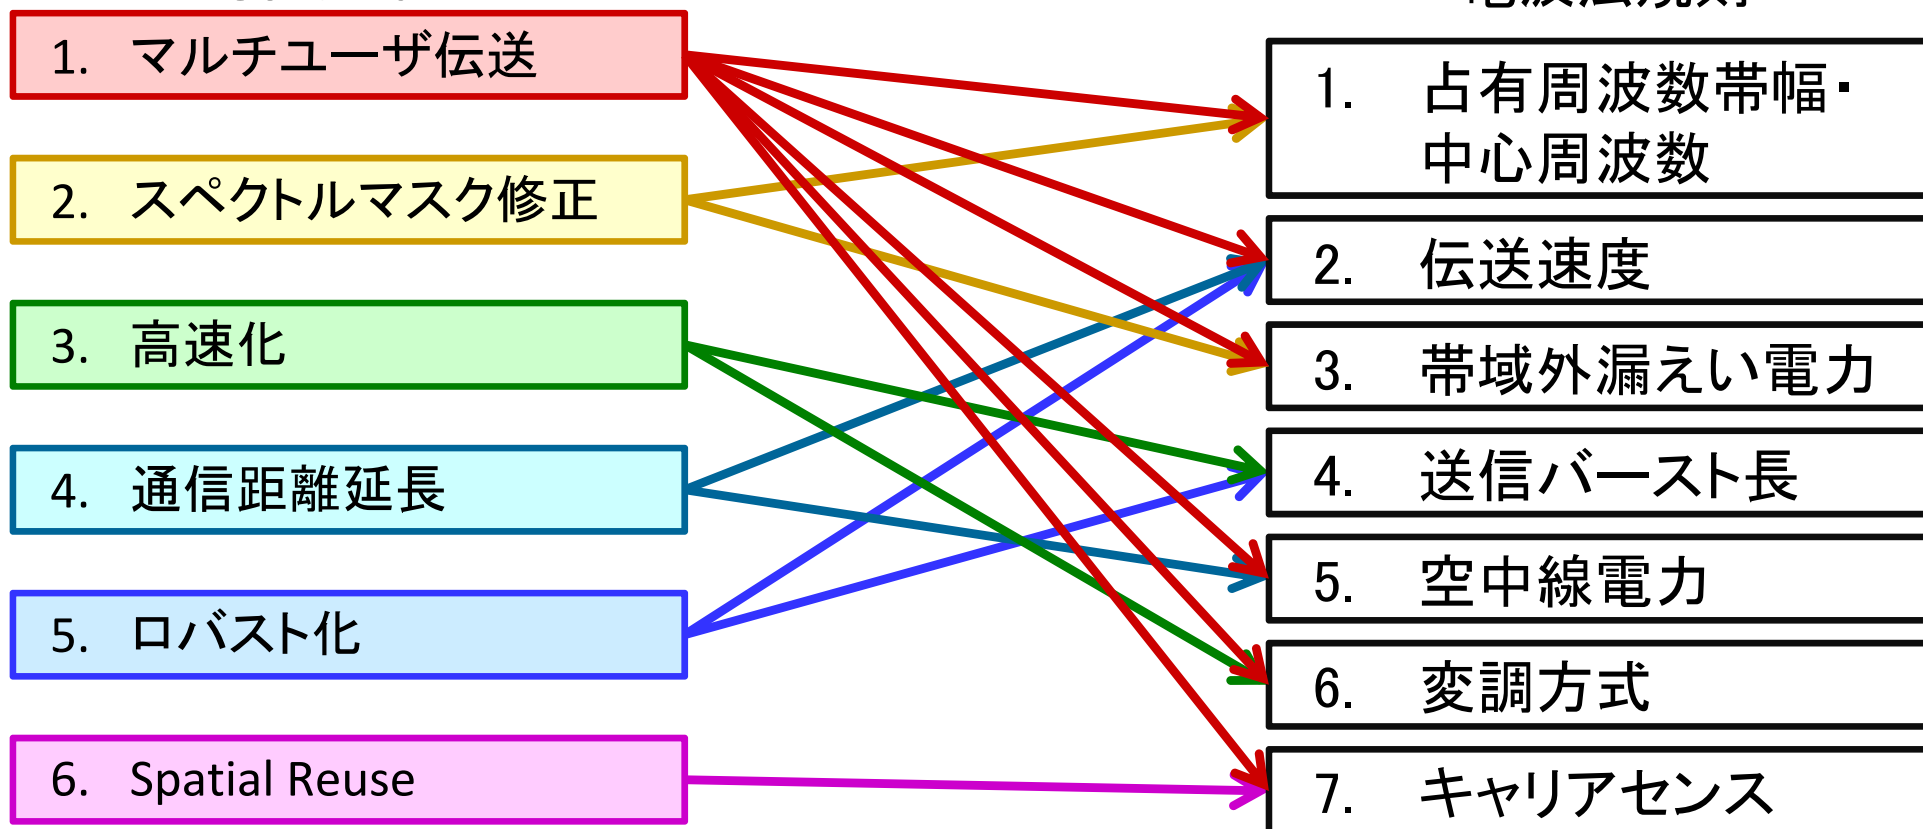 1. マルチユーザ伝送
2. スペクトルマスク修正
3. 高速化
4. 通信距離延長
5. ロバスト化
6. Spatial Reuse
1. 占有周波数帯幅・
中心周波数
2. 伝送速度
3. 帯域外漏えい電力
4. 送信バースト長
5. 空中線電力
6. 変調方式
7. キャリアセンス